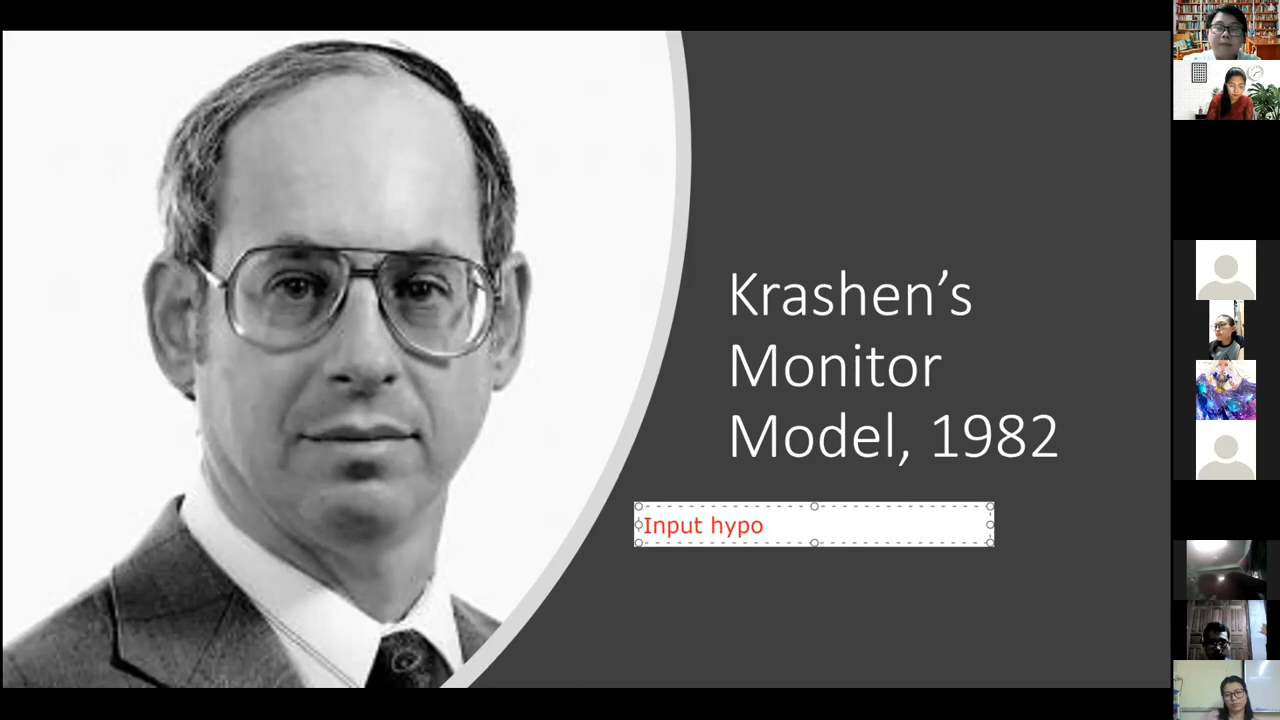 Krashen’s
Monitor
Model, 1982
Input hypo